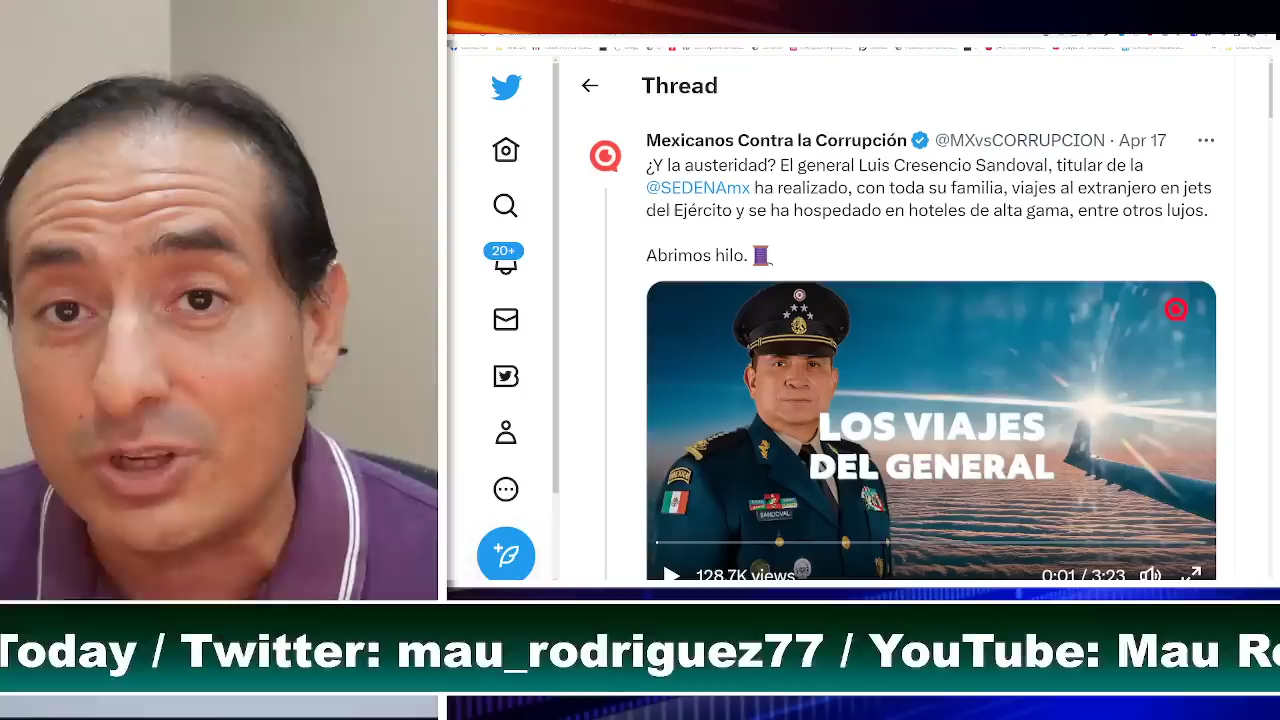 Thread
Mexicanos Contra la Corrupción @MXvsCORRUPCION · Apr 17
¿Y la austeridad? El general Luis Cresencio Sandoval, titular de la
@SEDENAmx ha realizado, con toda su familia, viajes al extranjero en jets
del Ejército y se ha hospedado en hoteles de alta gama, entre otros lujos.
20+
Abrimos hilo.
LOS VIAJES
DEL GENERAL
MEXICO
SANDOVAL
128.7K views
0:01 / 3:23
Today / Twitter: mau_rodriguez77 / YouTube: Mau